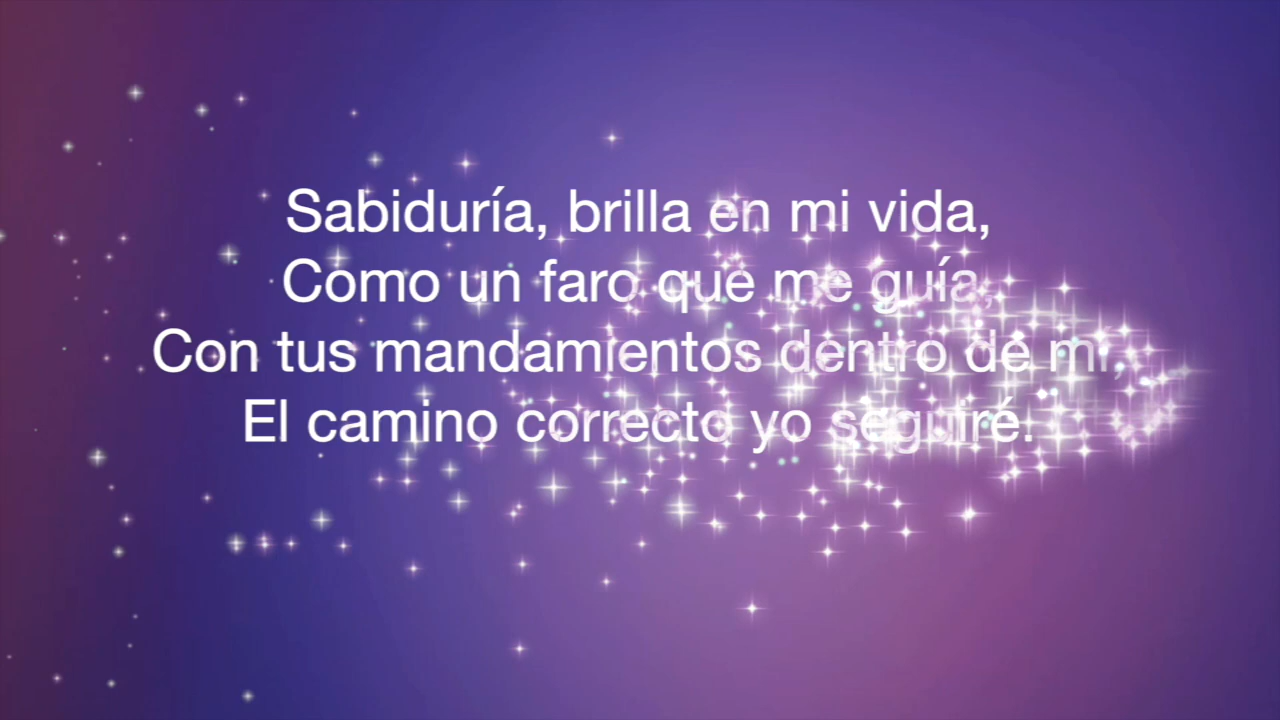 Sabiduría, brilla en mi vida,
Como un faro que me guía,
Con tus mandamientos dentro de mí,
El camino correcto yo seguiré.